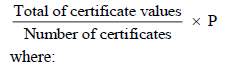 Total of certificate values
Number of certificates × P
where: